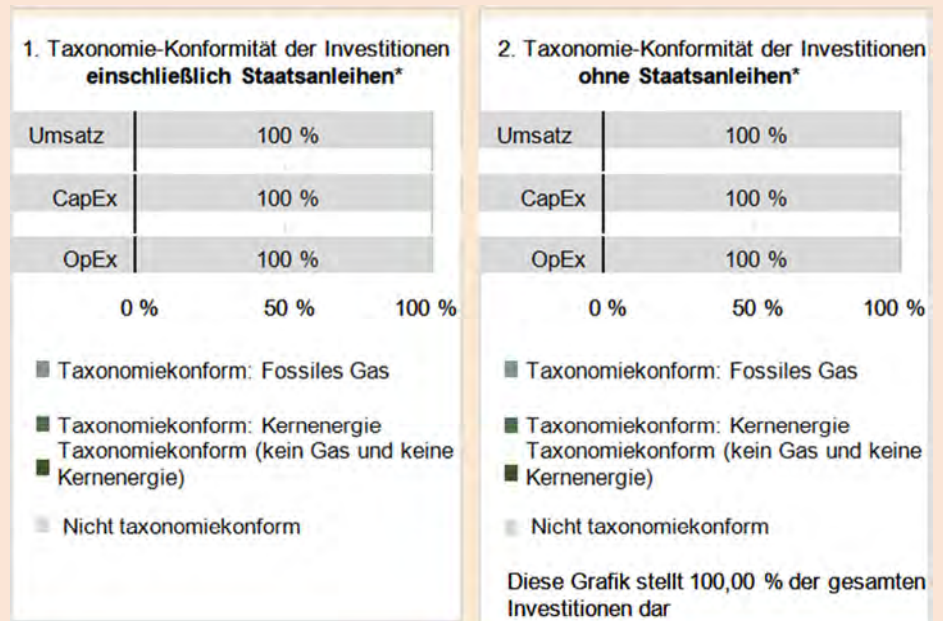 1. Taxonomie-Konformität der Investitionen
einschließlich Staatsanleihen*
Umsatz 100 %
CapEx 100 %
OpEx 100 %
0 % 50 % 100 %
Taxonomiekonform: Fossiles Gas
Taxonomiekonform: Kernenergie
Taxonomiekonform (kein Gas und keine
Kernenergie)
Nicht taxonomiekonform
2. Taxonomie-Konformität der Investitionen
ohne Staatsanleihen*
Umsatz 100 %
CapEx 100 %
OpEx 100 %
0 % 50 % 100 %
Taxonomiekonform: Fossiles Gas
Taxonomiekonform: Kernenergie
Taxonomiekonform (kein Gas und keine
Kernenergie)
Nicht taxonomiekonform
Diese Grafik stellt 100,00 % der gesamten
Investitionen dar